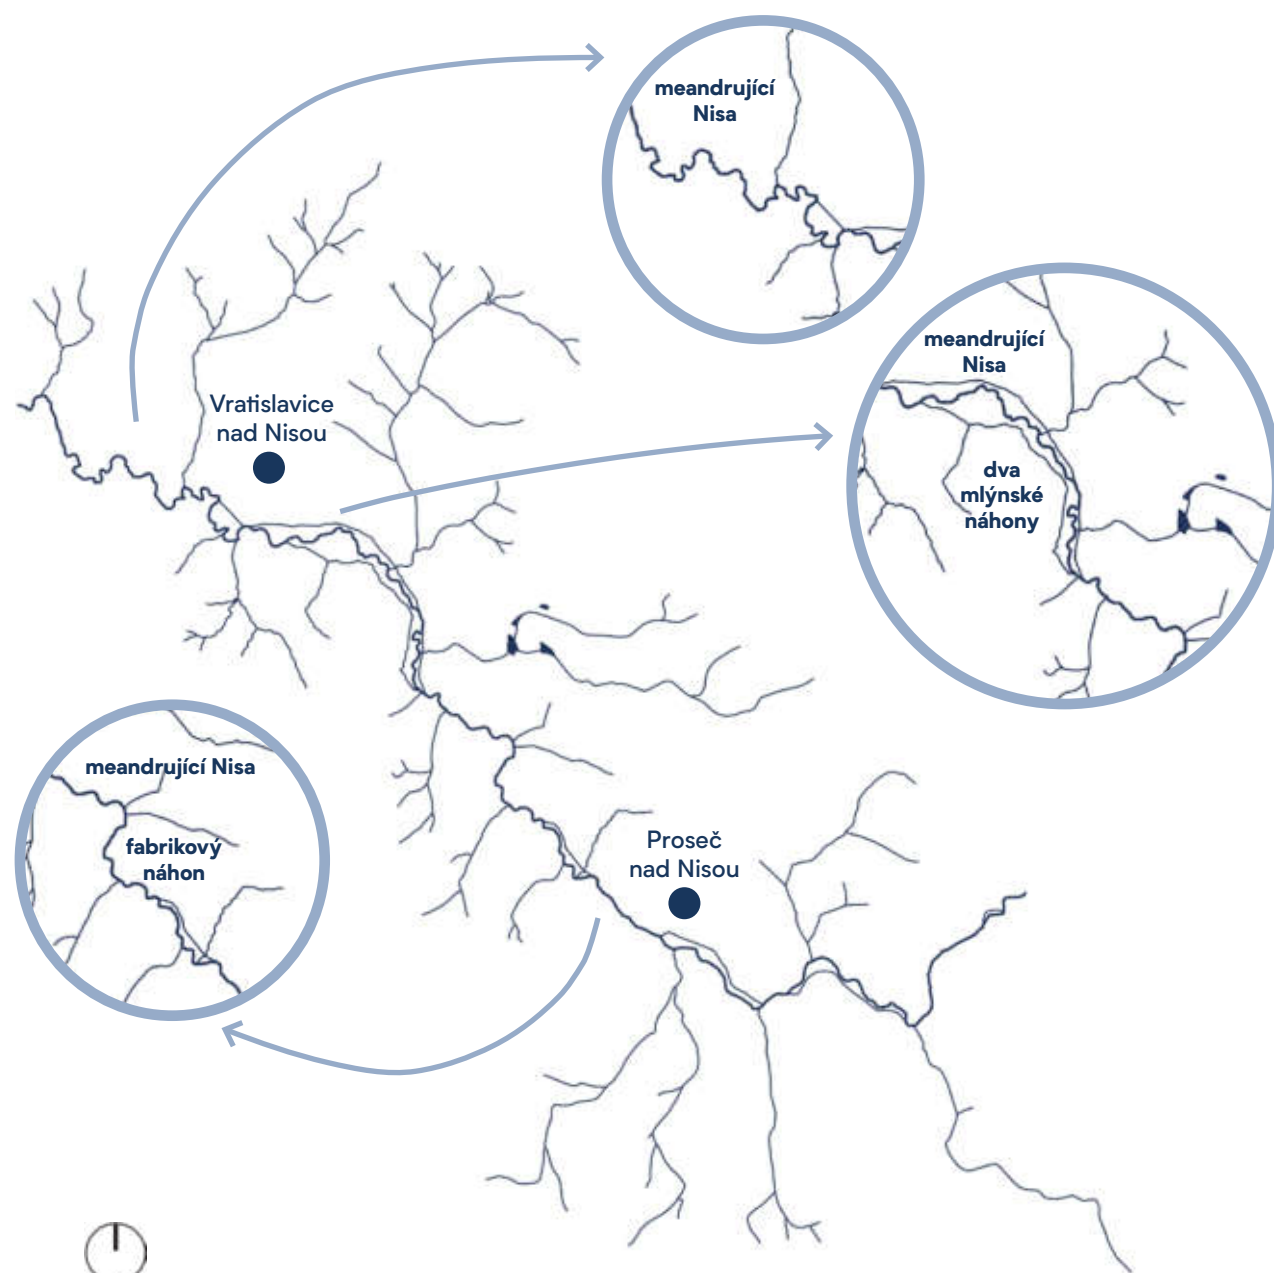 meandrující
Nisa
meandrující
Nisa
dva
mlýnské
náhony
Vratislavice
nad Nisou
meandrující Nisa
fabrikový
náhon
Proseč
nad Nisou